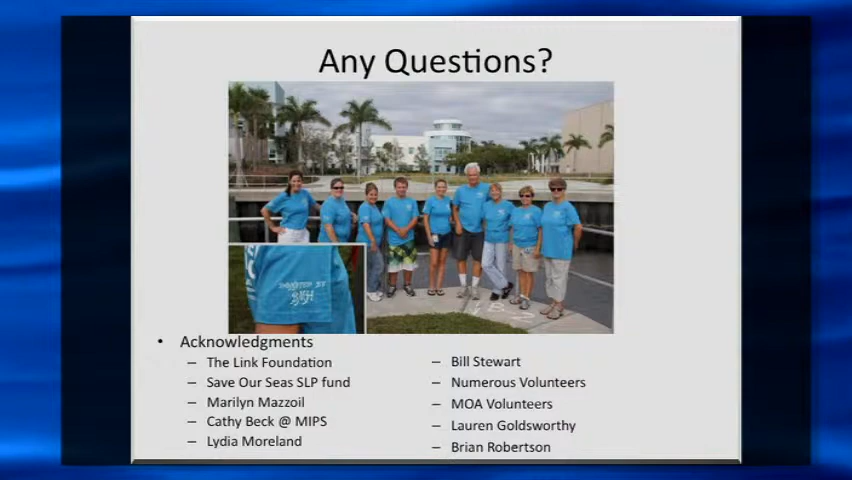 Any Questions?
• Acknowledgments
– The Link Foundation
– Save Our Seas SLP fund
– Marilyn Mazzoil
– Cathy Beck @ MIPS
– Lydia Moreland
– Bill Stewart
– Numerous Volunteers
– MOA Volunteers
– Lauren Goldsworthy
– Brian Robertson